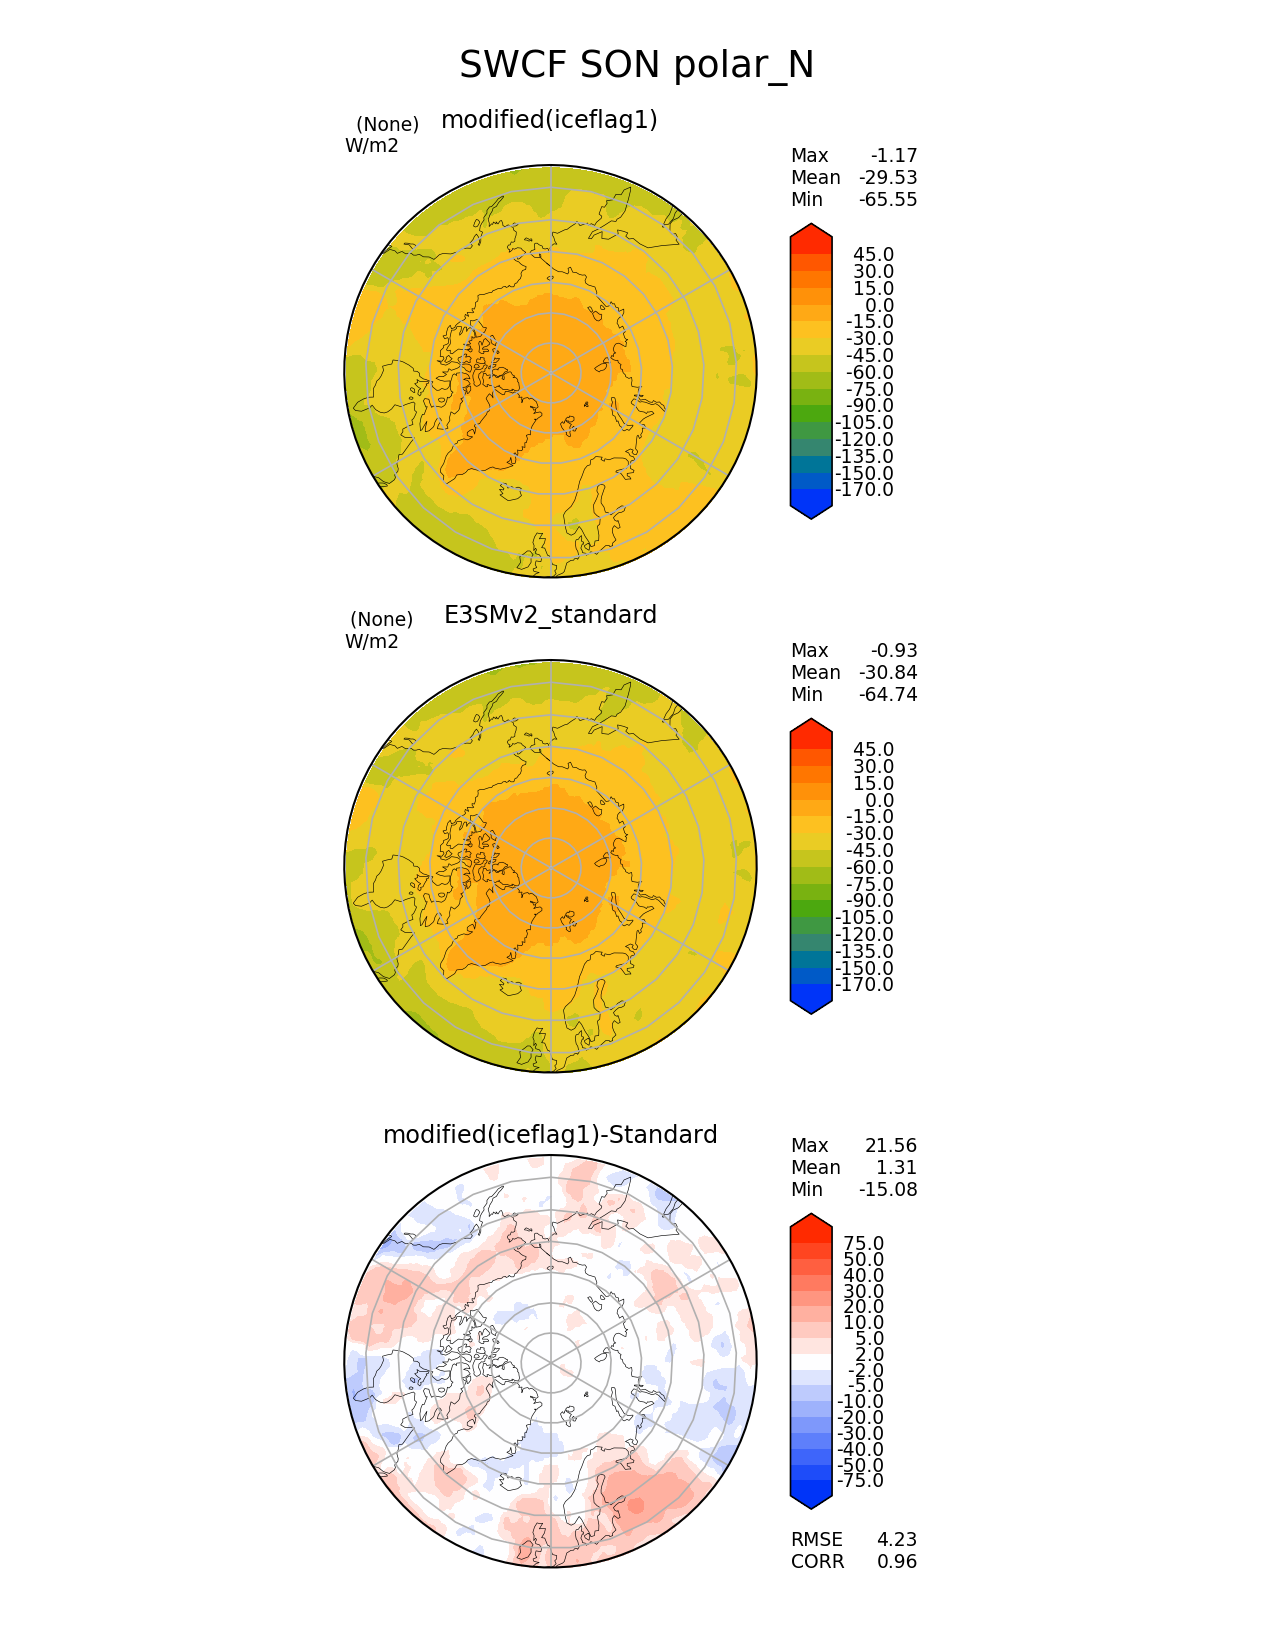 SWCF SON polar_N
(None) modified(iceflag1)
W/m2
Max -1.17
Mean -29.53
Min -65.55
45.0
30.0
15.0
0.0
-15.0
-30.0
-45.0
-60.0
-75.0
-90.0
-105.0
-120.0
-135.0
-150.0
-170.0
(None) E3SMv2_standard
W/m2
Max -0.93
Mean -30.84
Min -64.74
45.0
30.0
15.0
0.0
-15.0
-30.0
-45.0
-60.0
-75.0
-90.0
-105.0
-120.0
-135.0
-150.0
-170.0
modified(iceflag1)-Standard
Max 21.56
Mean 1.31
Min -15.08
75.0
50.0
40.0
30.0
20.0
10.0
5.0
2.0
-2.0
-5.0
-10.0
-20.0
-30.0
-40.0
-50.0
-75.0
RMSE 4.23
CORR 0.96